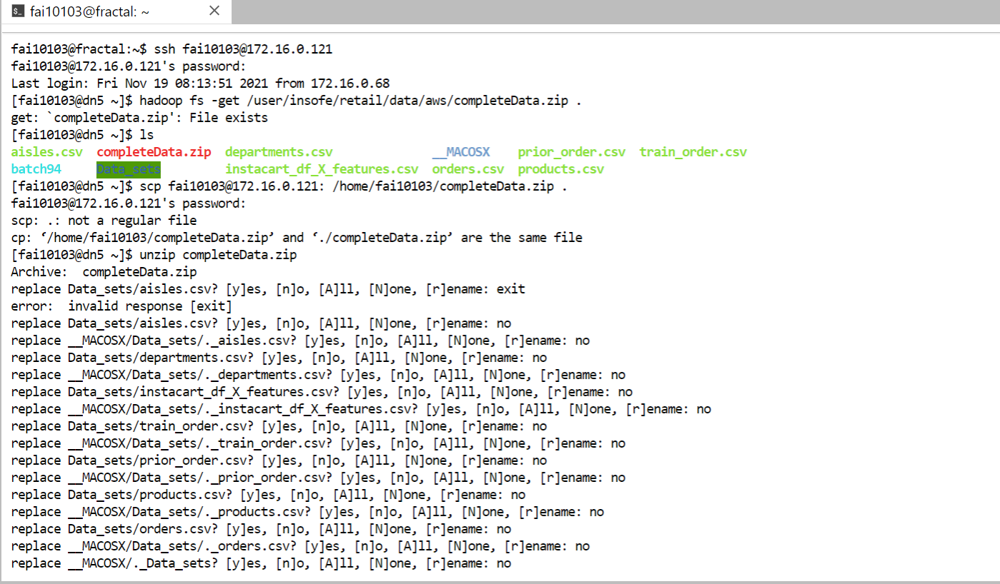 fai10103@fractal: ~
fai10103@fractal:~$ ssh fai10103@172.16.0.121
fai10103@172.16.0.121's password:
Last login: Fri Nov 19 08:13:51 2021 from 172.16.0.68
[fai10103@dn5 ~]$ hadoop fs -get /user/insofe/retail/data/aws/completeData.zip .
get: `completeData.zip': File exists
[fai10103@dn5 ~]$ ls
aisles.csv  completeData.zip  departments.csv              __MACOSX    prior_order.csv  train_order.csv
batch94     Data_sets         instacart_df_X_features.csv  orders.csv  products.csv
[fai10103@dn5 ~]$ scp fai10103@172.16.0.121: /home/fai10103/completeData.zip .
fai10103@172.16.0.121's password:
scp: .: not a regular file
cp: ‘/home/fai10103/completeData.zip’ and ‘./completeData.zip’ are the same file
[fai10103@dn5 ~]$ unzip completeData.zip
Archive:  completeData.zip
replace Data_sets/aisles.csv? [y]es, [n]o, [A]ll, [N]one, [r]ename: exit
error:  invalid response [exit]
replace Data_sets/aisles.csv? [y]es, [n]o, [A]ll, [N]one, [r]ename: no
replace __MACOSX/Data_sets/._aisles.csv? [y]es, [n]o, [A]ll, [N]one, [r]ename: no
replace Data_sets/departments.csv? [y]es, [n]o, [A]ll, [N]one, [r]ename: no
replace __MACOSX/Data_sets/._departments.csv? [y]es, [n]o, [A]ll, [N]one, [r]ename: no
replace Data_sets/instacart_df_X_features.csv? [y]es, [n]o, [A]ll, [N]one, [r]ename: no
replace __MACOSX/Data_sets/._instacart_df_X_features.csv? [y]es, [n]o, [A]ll, [N]one, [r]ename: no
replace Data_sets/train_order.csv? [y]es, [n]o, [A]ll, [N]one, [r]ename: no
replace __MACOSX/Data_sets/._train_order.csv? [y]es, [n]o, [A]ll, [N]one, [r]ename: no
replace Data_sets/prior_order.csv? [y]es, [n]o, [A]ll, [N]one, [r]ename: no
replace __MACOSX/Data_sets/._prior_order.csv? [y]es, [n]o, [A]ll, [N]one, [r]ename: no
replace Data_sets/products.csv? [y]es, [n]o, [A]ll, [N]one, [r]ename: no
replace __MACOSX/Data_sets/._products.csv? [y]es, [n]o, [A]ll, [N]one, [r]ename: no
replace Data_sets/orders.csv? [y]es, [n]o, [A]ll, [N]one, [r]ename: no
replace __MACOSX/Data_sets/._orders.csv? [y]es, [n]o, [A]ll, [N]one, [r]ename: no
replace __MACOSX/._Data_sets? [y]es, [n]o, [A]ll, [N]one, [r]ename: no